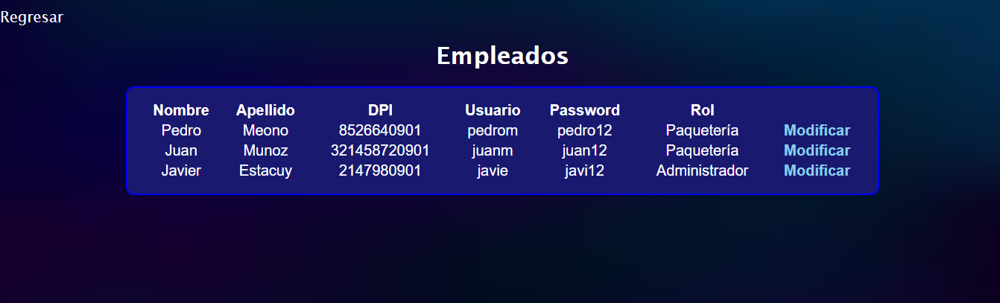 Regresar
Empleados
Nombre Apellido DPI Usuario Password Rol
Pedro Meono 8526640901 pedrom pedro12 Paquetería Modificar
Juan Munoz 321458720901 juanm juan12 Paquetería Modificar
Javier Estacuy 2147980901 javie javi12 Administrador Modificar